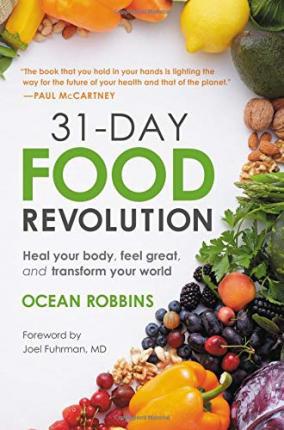 "The book that you hold in your hands is lighting the
way for the future of your health and that of the planet."
—PAUL McCARTNEY
31-DAY
FOOD
REVOLUTION
Heal your body, feel great,
and transform your world
OCEAN ROBBINS
Foreword by
Joel Fuhrman, MD